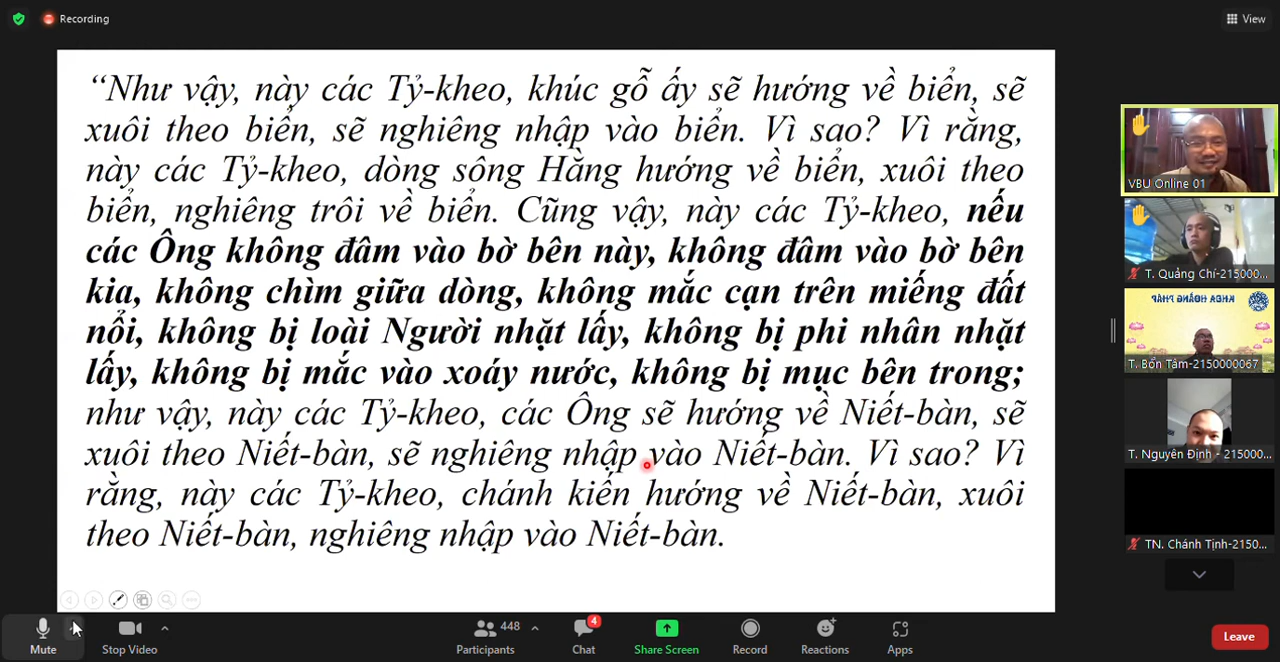 Recording
View
“Như vậy, này các Tỷ-kheo, khúc gỗ ấy sẽ hướng về biển, sẽ
xuôi theo biển, sẽ nghiêng nhập vào biển. Vì sao? Vì rằng,
này các Tỷ-kheo, dòng sông Hằng hướng về biển, xuôi theo
biển, nghiêng trôi về biển. Cũng vậy, này các Tỷ-kheo, nếu
các Ông không đâm vào bờ bên này, không đâm vào bờ bên
kia, không chìm giữa dòng, không mắc cạn trên miếng đất
nổi, không bị loài Người nhặt lấy, không bị phi nhân nhặt
lấy, không bị mắc vào xoáy nước, không bị mục bên trong;
như vậy, này các Tỷ-kheo, các Ông sẽ hướng về Niết-bàn, sẽ
xuôi theo Niết-bàn, sẽ nghiêng nhập vào Niết-bàn. Vì sao? Vì
rằng, này các Tỷ-kheo, chánh kiến hướng về Niết-bàn, xuôi
theo Niết-bàn, nghiêng nhập vào Niết-bàn.
VBU Online 01
T. Quảng Chí-215000...
KHOA HOẰNG PHÁP
T. Bổn Tâm-2150000067
T. Nguyên Định - 215000...
TN. Chánh Tịnh-2150...
Mute
Stop Video
448
Participants
4
Chat
Share Screen
Record
Reactions
Apps
Leave